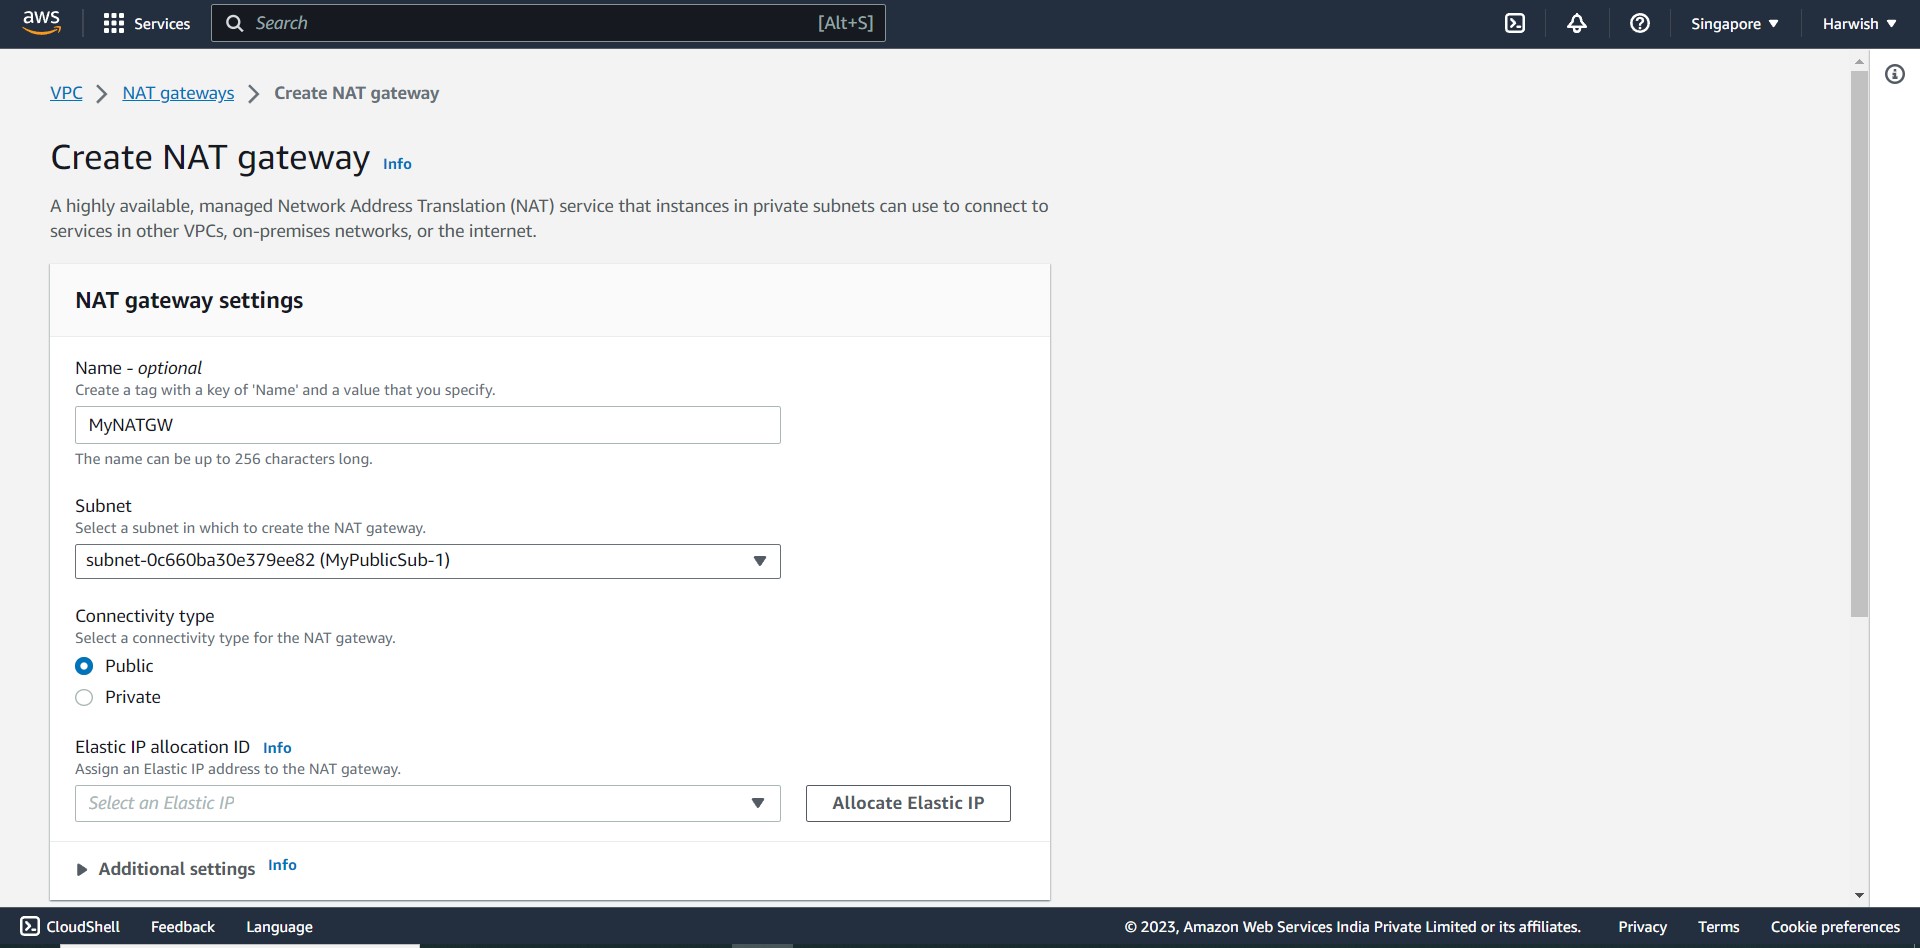 aws
Services
Search
[Alt+S]
Singapore
Harwish
VPC
NAT gateways
Create NAT gateway
Create NAT gateway
Info
A highly available, managed Network Address Translation (NAT) service that instances in private subnets can use to connect to
services in other VPCs, on-premises networks, or the internet.
NAT gateway settings
Name - optional
Create a tag with a key of 'Name' and a value that you specify.
MyNATGW
The name can be up to 256 characters long.
Subnet
Select a subnet in which to create the NAT gateway.
subnet-0c660ba30e379ee82 (MyPublicSub-1)
Connectivity type
Select a connectivity type for the NAT gateway.
Public
Private
Elastic IP allocation ID
Info
Assign an Elastic IP address to the NAT gateway.
Select an Elastic IP
Allocate Elastic IP
Additional settings
Info
CloudShell
Feedback
Language
© 2023, Amazon Web Services India Private Limited or its affiliates.
Privacy
Terms
Cookie preferences